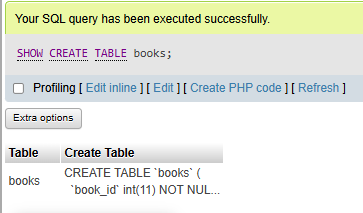 Your SQL query has been executed successfully.
SHOW CREATE TABLE books;
Profiling [ Edit inline ] [ Edit ] [ Create PHP code ] [ Refresh ]
Extra options
Table Create Table
books CREATE TABLE `books` (
`book_id` int(11) NOT NUL...